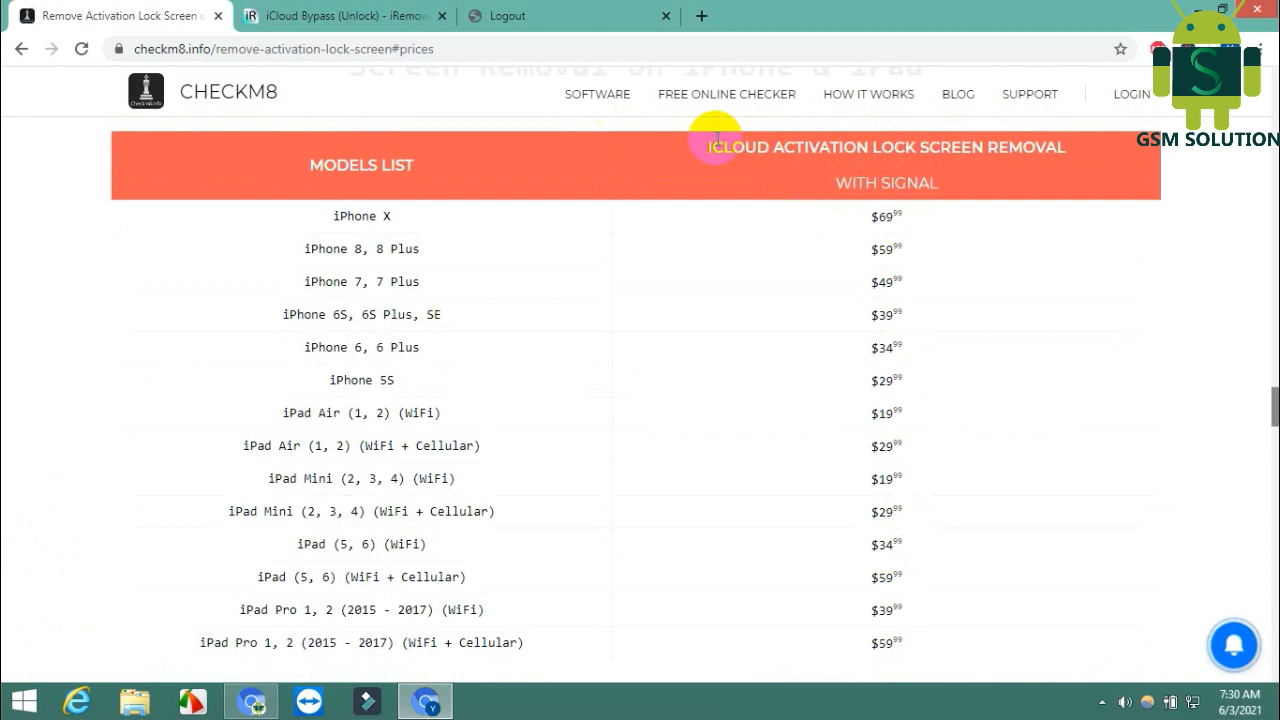 Remove Activation Lock Screen
iCloud Bypass (Unlock) - iRemov
Logout
checkm8.info/remove-activation-lock-screen#prices
Screen Removal on iPhone & iPad
CHECKM8
SOFTWARE
FREE ONLINE CHECKER
HOW IT WORKS
BLOG
SUPPORT
LOGIN
GSM SOLUTION
MODELS LIST
ICLOUD ACTIVATION LOCK SCREEN REMOVAL
WITH SIGNAL
iPhone X $69⁹⁹
iPhone 8, 8 Plus $59⁹⁹
iPhone 7, 7 Plus $49⁹⁹
iPhone 6S, 6S Plus, SE $39⁹⁹
iPhone 6, 6 Plus $34⁹⁹
iPhone 5S $29⁹⁹
iPad Air (1, 2) (WiFi) $19⁹⁹
iPad Air (1, 2) (WiFi + Cellular) $29⁹⁹
iPad Mini (2, 3, 4) (WiFi) $19⁹⁹
iPad Mini (2, 3, 4) (WiFi + Cellular) $29⁹⁹
iPad (5, 6) (WiFi) $34⁹⁹
iPad (5, 6) (WiFi + Cellular) $59⁹⁹
iPad Pro 1, 2 (2015 - 2017) (WiFi) $39⁹⁹
iPad Pro 1, 2 (2015 - 2017) (WiFi + Cellular) $59⁹⁹
7:30 AM
6/3/2021